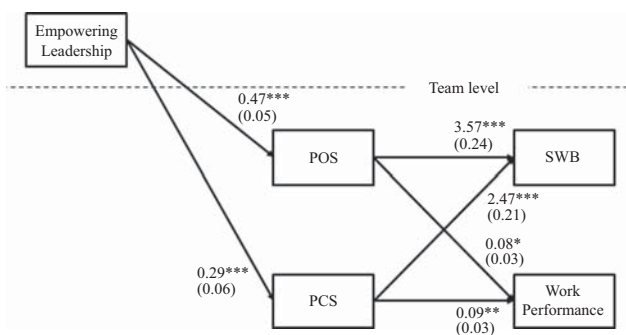 Empowering
Leadership
Team level
0.47***
(0.05)
3.57***
(0.24)
POS
SWB
2.47***
(0.21)
0.08*
(0.03)
0.29***
(0.06)
PCS
0.09**
(0.03)
Work
Performance